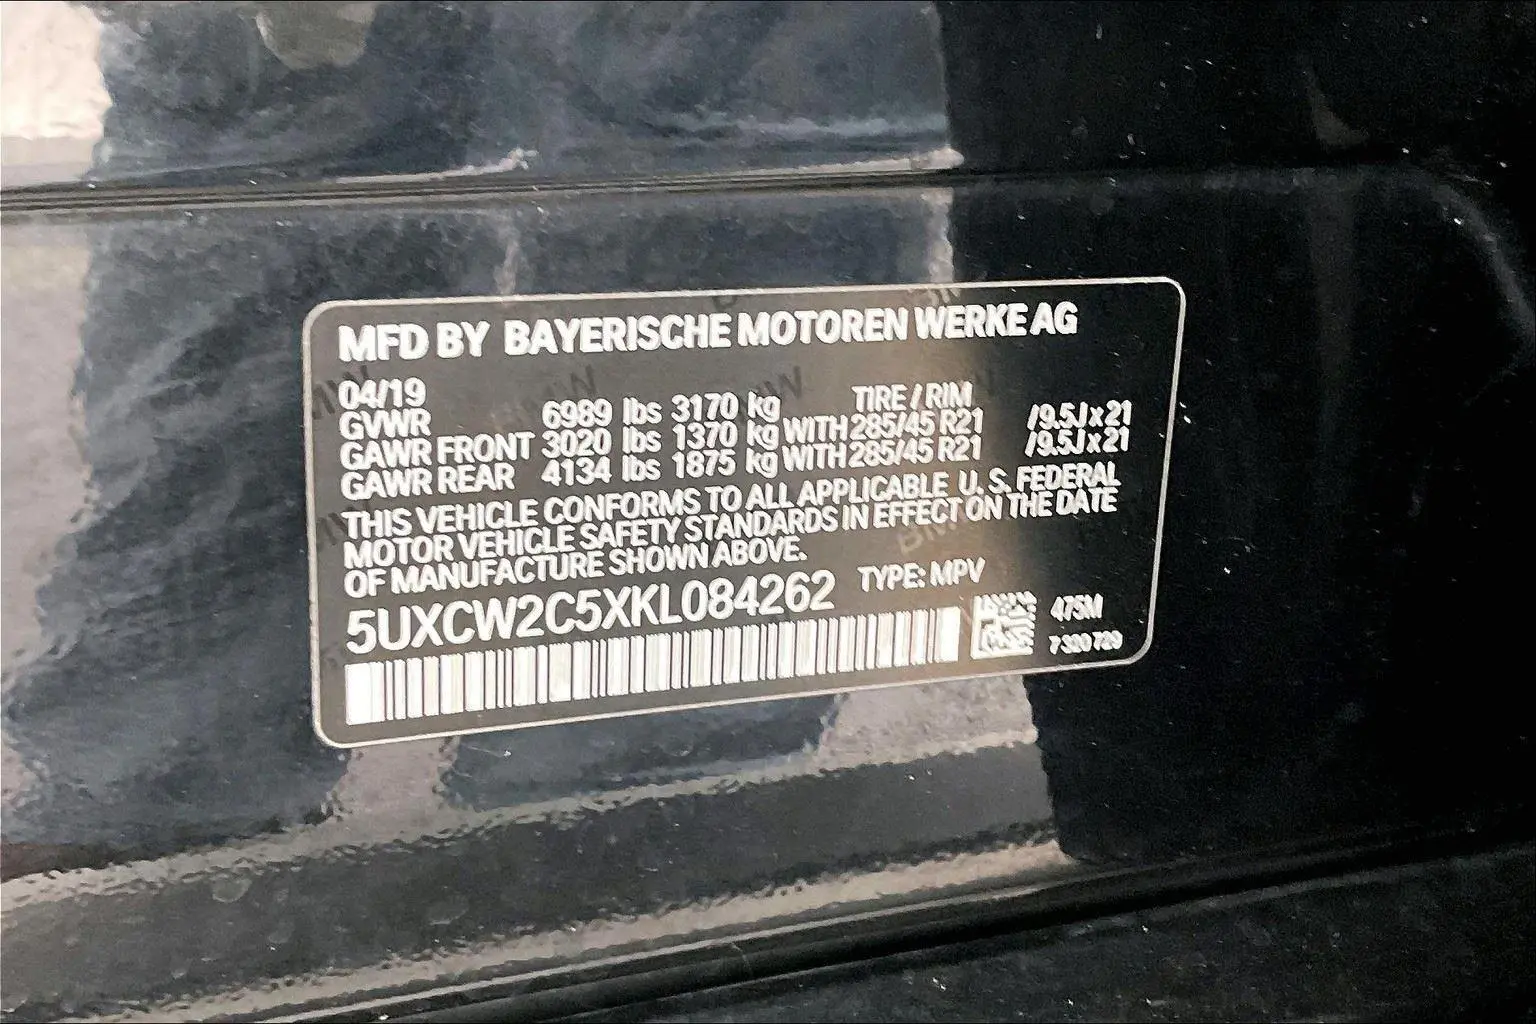 MFD BY BAYERISCHE MOTOREN WERKE AG
04/19 TIRE / RIM
GVWR 6989 lbs 3170 kg
GAWR FRONT 3020 lbs 1370 kg WITH 285/45 R21 /9.5J x 21
GAWR REAR 4134 lbs 1875 kg WITH 285/45 R21 /9.5J x 21
THIS VEHICLE CONFORMS TO ALL APPLICABLE U. S. FEDERAL
MOTOR VEHICLE SAFETY STANDARDS IN EFFECT ON THE DATE
OF MANUFACTURE SHOWN ABOVE.
5UXCW2C5XKL084262 TYPE: MPV
475M